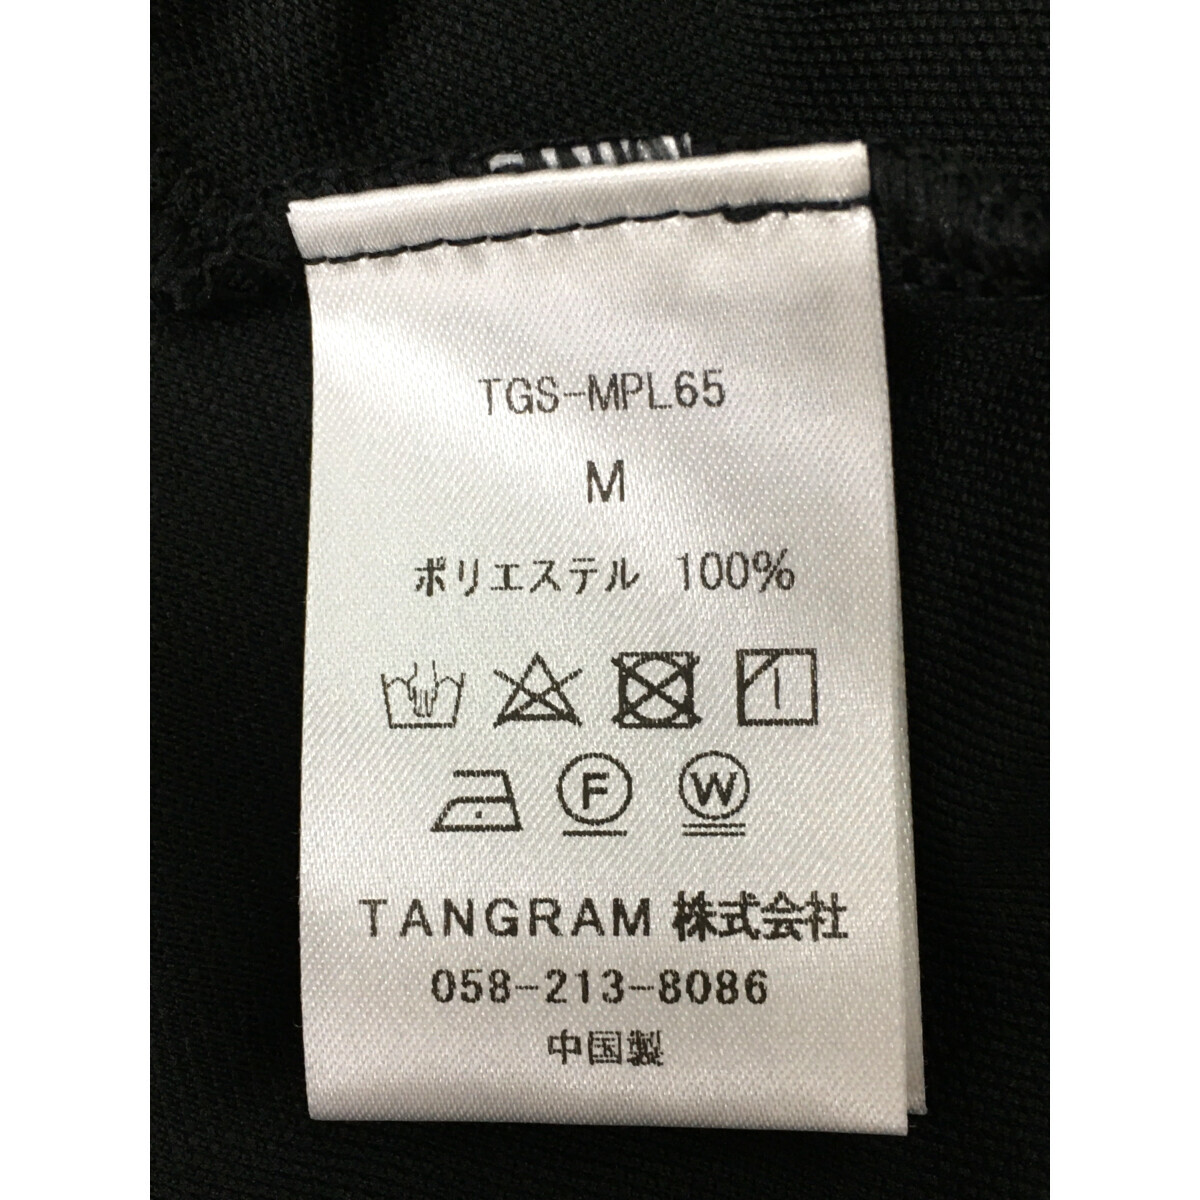 TGS-MPL65
M
ポリエステル 100%
F W
TANGRAM 株式会社
058-213-8086
中国製